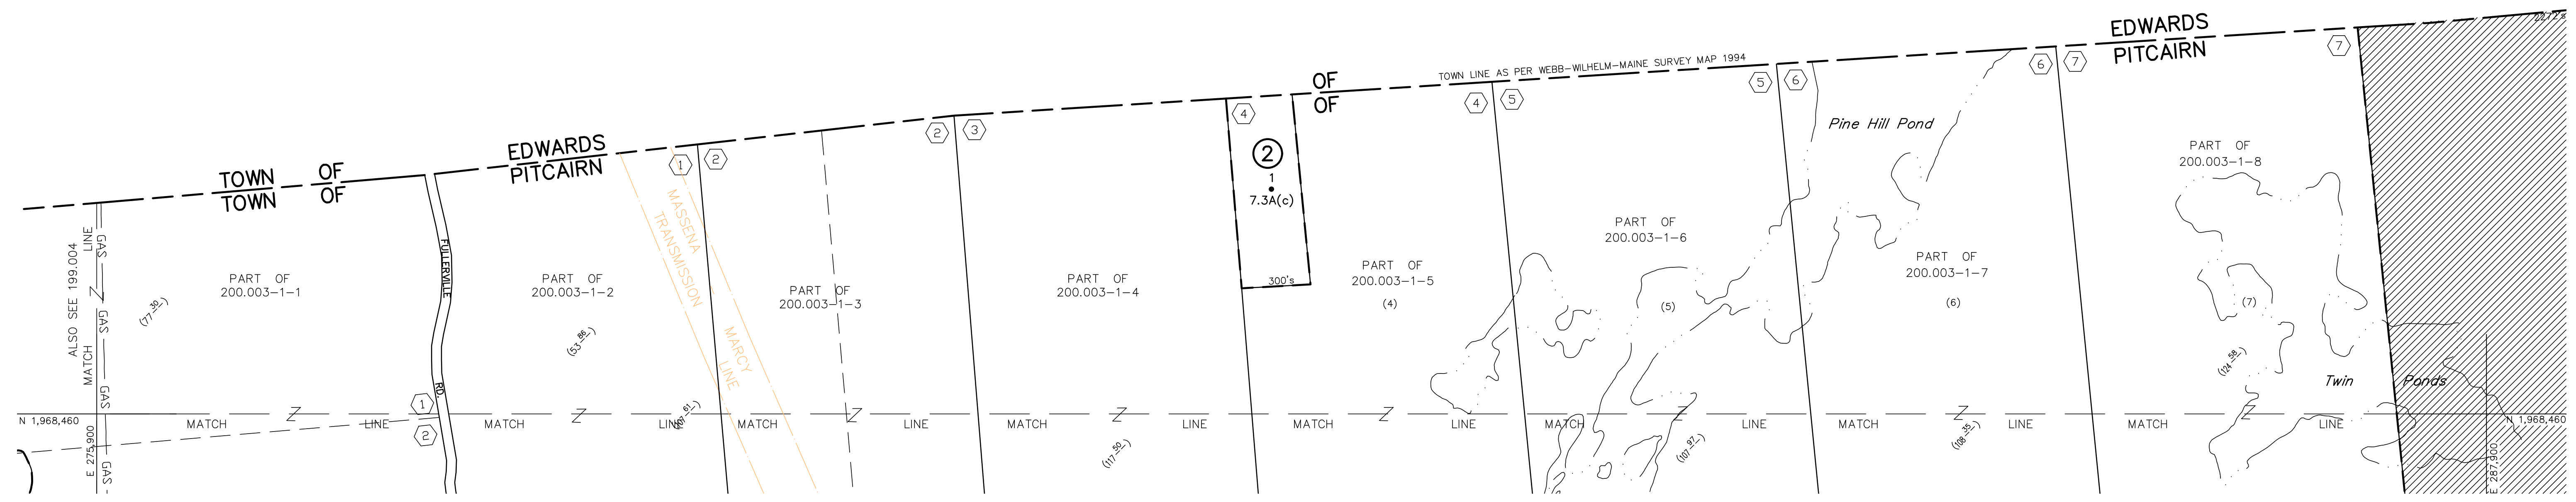 2272's
EDWARDS
PITCAIRN
TOWN LINE AS PER WEBB-WILHELM-MAINE SURVEY MAP 1994
OF
OF
EDWARDS
PITCAIRN
TOWN OF
TOWN OF
1
2
2
3
4
4
5
5
6
6
7
7
2
1
7.3A(c)
300's
Pine Hill Pond
PART OF
200.003-1-8
PART OF
200.003-1-6
PART OF
200.003-1-7
PART OF
200.003-1-5
(4)
(5)
(6)
(7)
PART OF
200.003-1-1
PART OF
200.003-1-2
PART OF
200.003-1-3
PART OF
200.003-1-4
ALSO SEE 199.004
MATCH LINE
GAS GAS GAS GAS GAS
FULLERVILLE RD.
MASSENA MARCY
TRANSMISSION LINE
(77.30)
(53.86)
(107.61)
(117.50)
(107.97)
(108.35)
(124.58)
Twin Ponds
1
2
N 1,968,460
MATCH LINE MATCH LINE MATCH LINE MATCH LINE MATCH LINE MATCH LINE MATCH LINE MATCH LINE
N 1,968,460
E 275,900
E 287,900